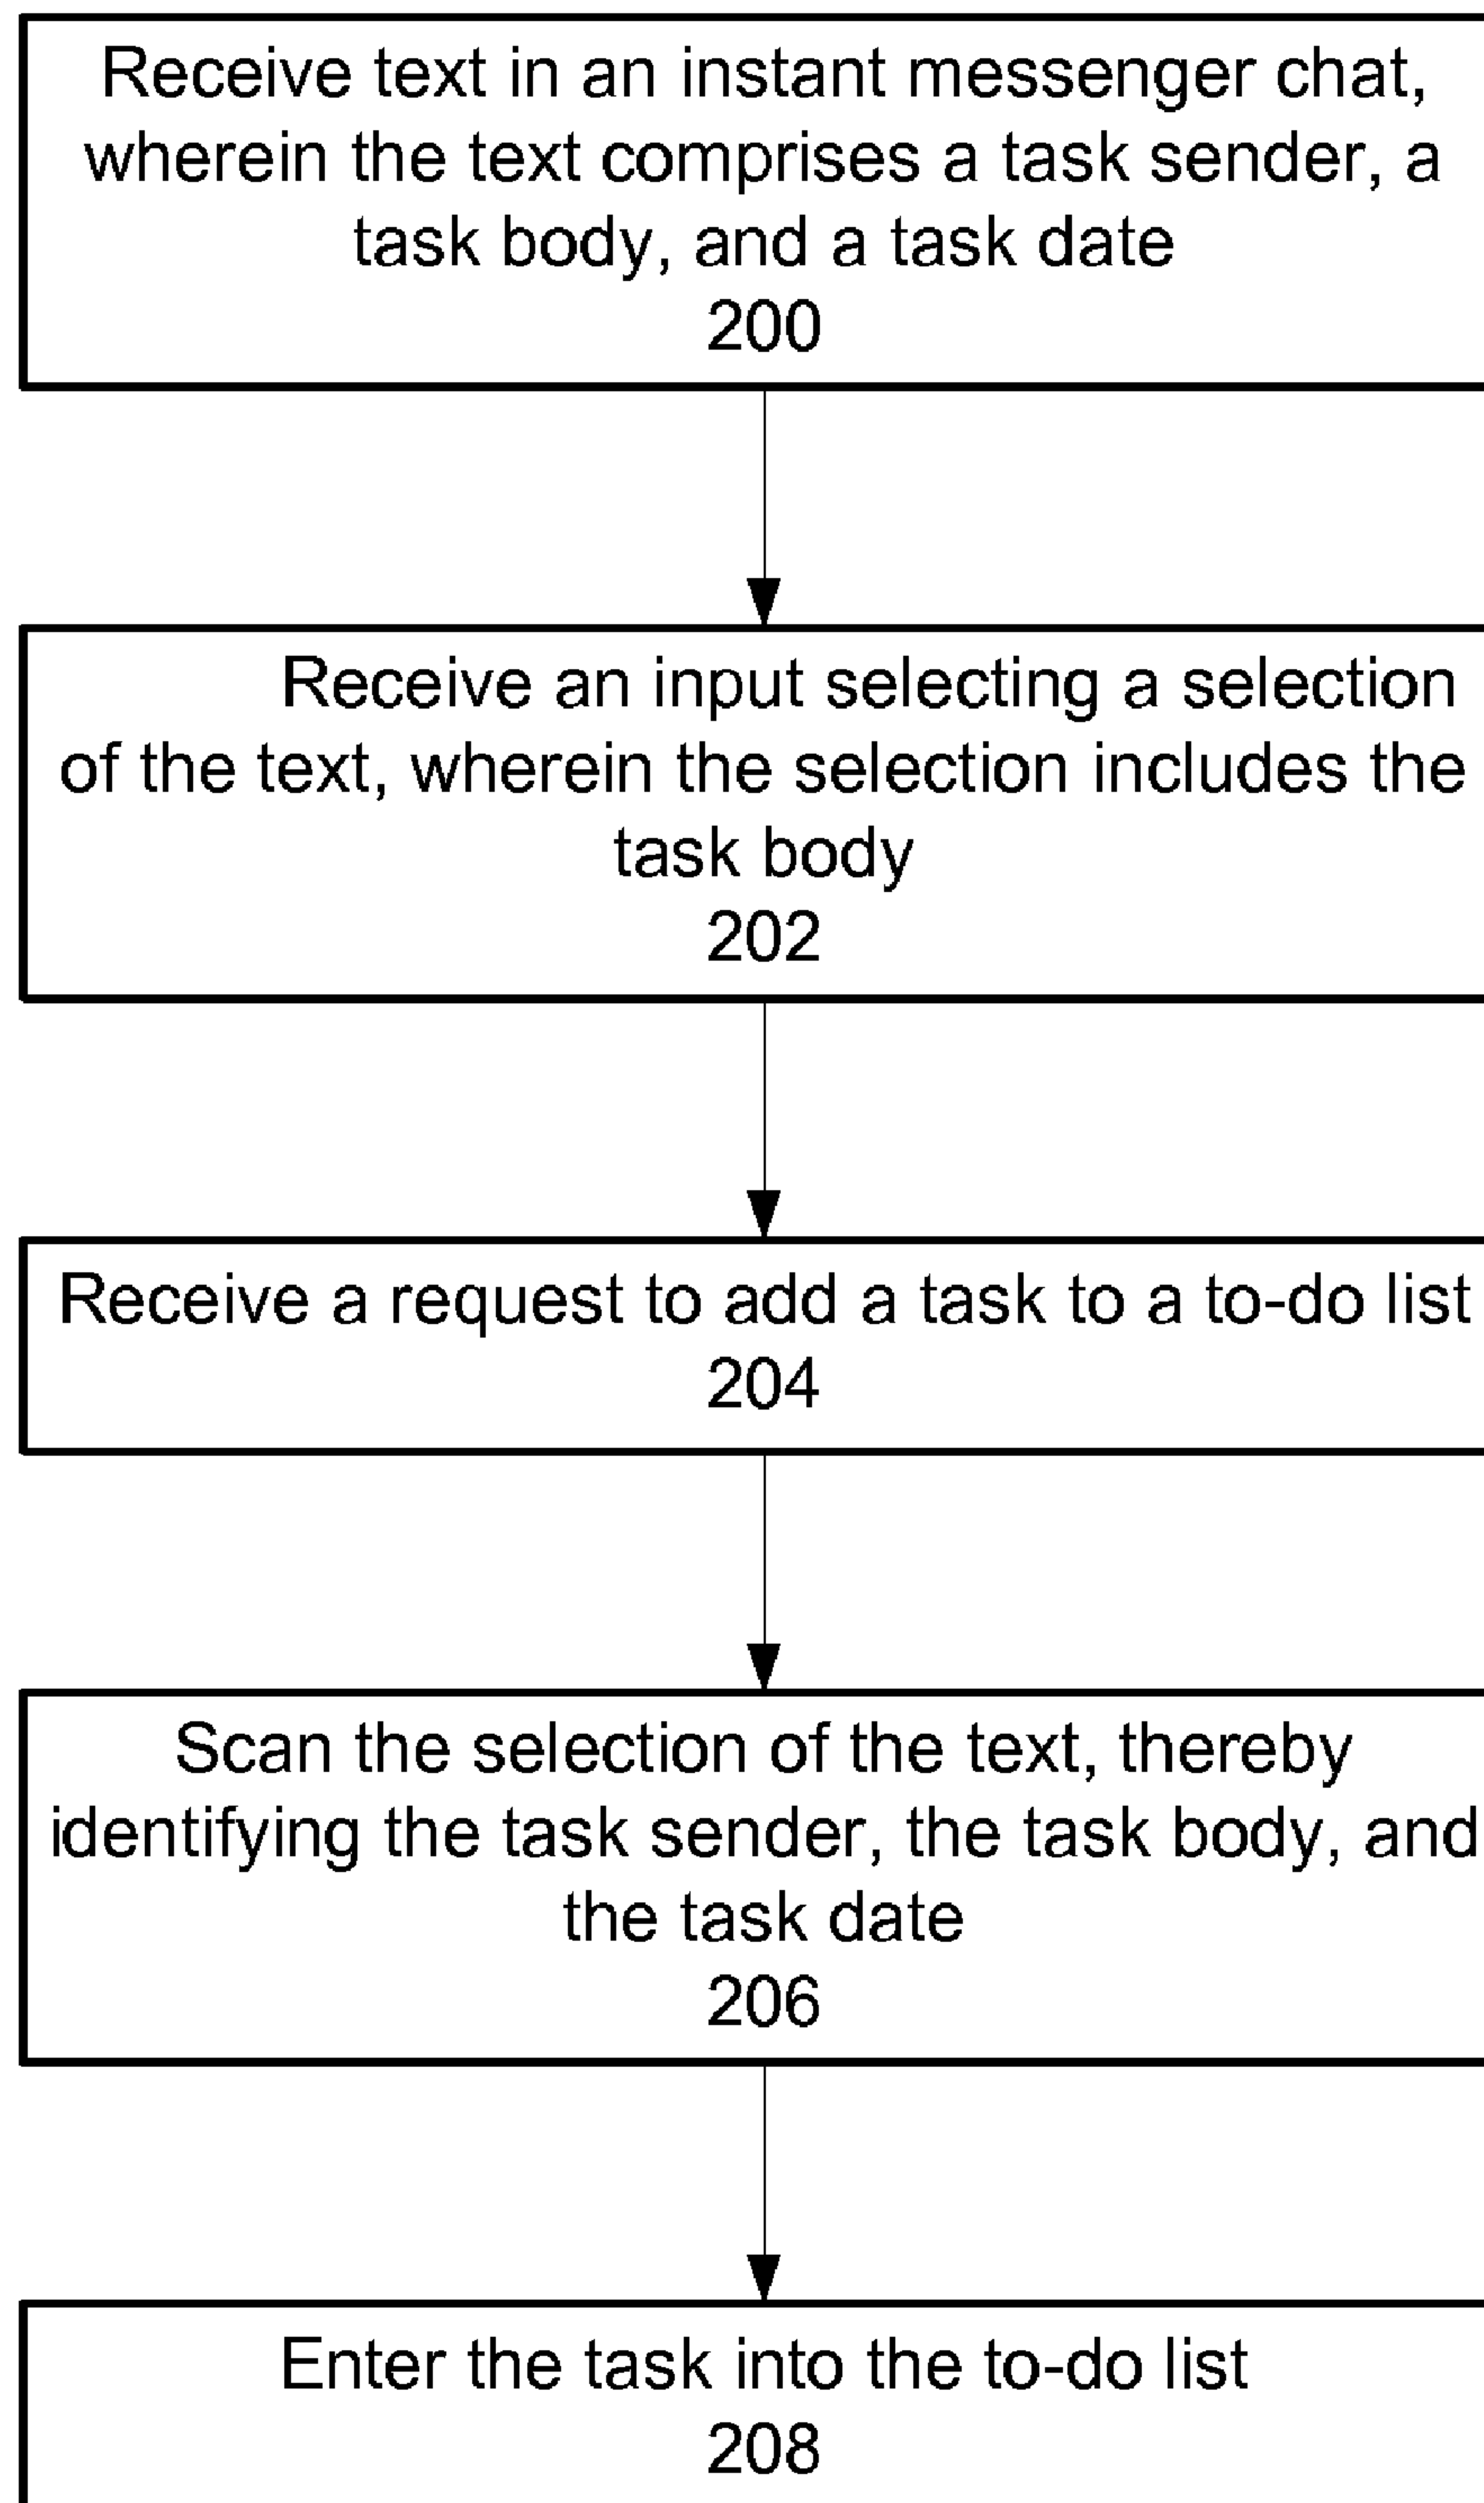 Receive text in an instant messenger chat,
wherein the text comprises a task sender, a
task body, and a task date
200
Receive an input selecting a selection
of the text, wherein the selection includes the
task body
202
Receive a request to add a task to a to-do list
204
Scan the selection of the text, thereby
identifying the task sender, the task body, and
the task date
206
Enter the task into the to-do list
208